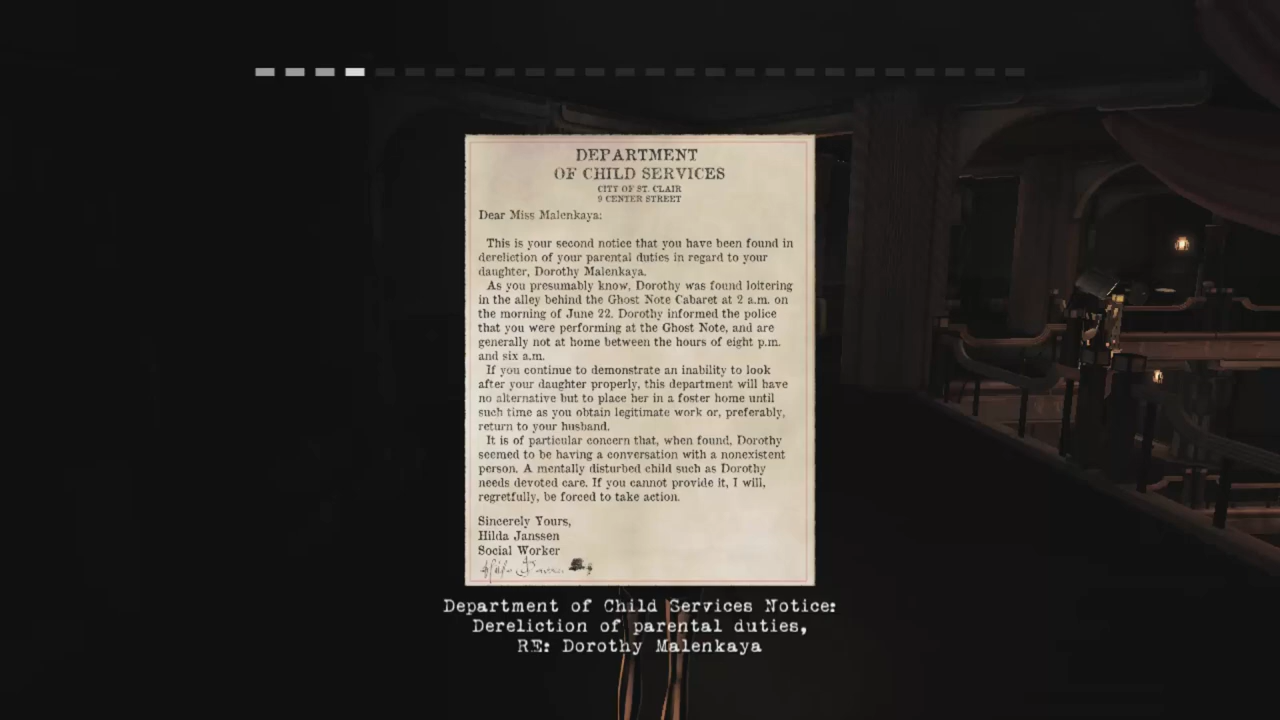 DEPARTMENT
OF CHILD SERVICES
CITY OF ST. CLAIR
9 CENTER STREET
Dear Miss Malenkaya:
This is your second notice that you have been found in
dereliction of your parental duties in regard to your
daughter, Dorothy Malenkaya.
As you presumably know, Dorothy was found loitering
in the alley behind the Ghost Note Cabaret at 2 a.m. on
the morning of June 22. Dorothy informed the police
that you were performing at the Ghost Note, and are
generally not at home between the hours of eight p.m.
and six a.m.
If you continue to demonstrate an inability to look
after your daughter properly, this department will have
no alternative but to place her in a foster home until
such time as you obtain legitimate work or, preferably,
return to your husband.
It is of particular concern that, when found, Dorothy
seemed to be having a conversation with a nonexistent
person. A mentally disturbed child such as Dorothy
needs devoted care. If you cannot provide it, I will,
regretfully, be forced to take action.
Sincerely Yours,
Hilda Janssen
Social Worker
Department of Child Services Notice:
Dereliction of parental duties,
RE: Dorothy Malenkaya